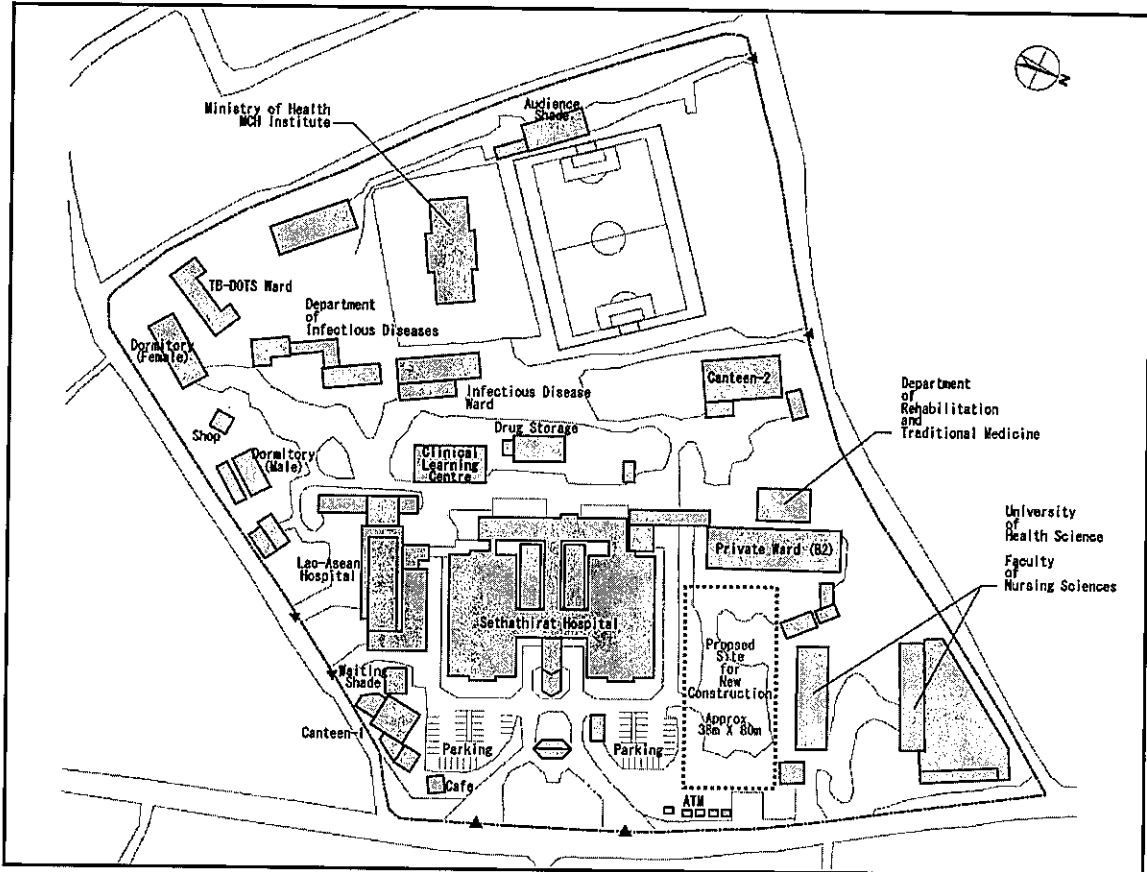 N
Audience
Shade
Ministry of Health
MCH Institute
TB-DOTS Ward
Department
of
Infectious Diseases
Dormitory
(Female)
Canteen-2
Department
of
Rehabilitation
and
Traditional Medicine
Infectious Disease
Ward
Shop
Drug Storage
Dormitory
(Male)
Clinical
Learning
Centre
University
of
Health Science
Faculty
of
Nursing Sciences
Private Ward (B2)
Lao-Asean
Hospital
Sethathirat Hospital
Propsed
Site
for
New
Construction
Approx.
38m X 80m
Waiting
Shade
Canteen-1
Parking
Parking
Cafe
ATM